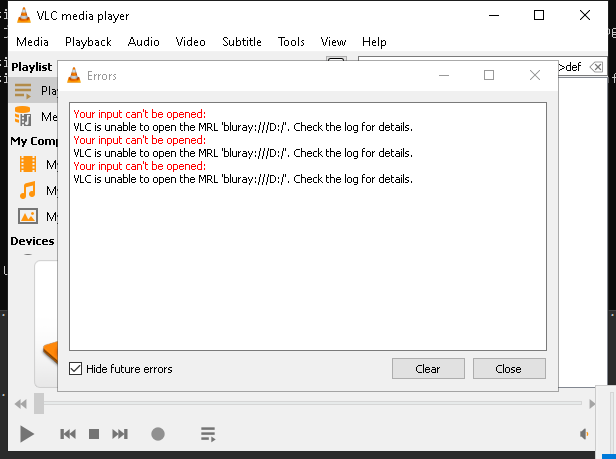 VLC media player
Media Playback Audio Video Subtitle Tools View Help
Playlist
>def
Errors
Your input can't be opened:
VLC is unable to open the MRL 'bluray:///D:/'. Check the log for details.
Your input can't be opened:
VLC is unable to open the MRL 'bluray:///D:/'. Check the log for details.
Your input can't be opened:
VLC is unable to open the MRL 'bluray:///D:/'. Check the log for details.
Pla
Me
My Comp
My
My
My
Devices
Hide future errors
Clear
Close